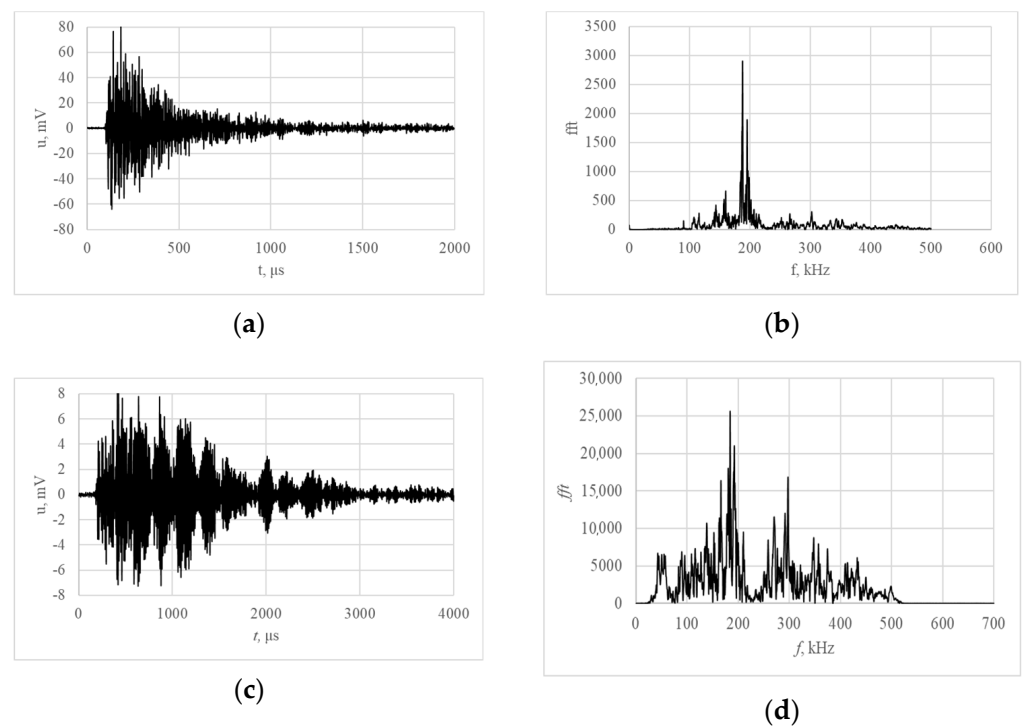 80
60
40
20
0
-20
-40
-60
-80
u, mV
0 500 1000 1500 2000
t, μs
(a)
3500
3000
2500
2000
1500
1000
500
0
fft
0 100 200 300 400 500 600
f, kHz
(b)
8
6
4
2
0
-2
-4
-6
-8
u, mV
0 1000 2000 3000 4000
t, μs
(c)
30,000
25,000
20,000
15,000
10,000
5000
0
fft
0 100 200 300 400 500 600 700
f, kHz
(d)